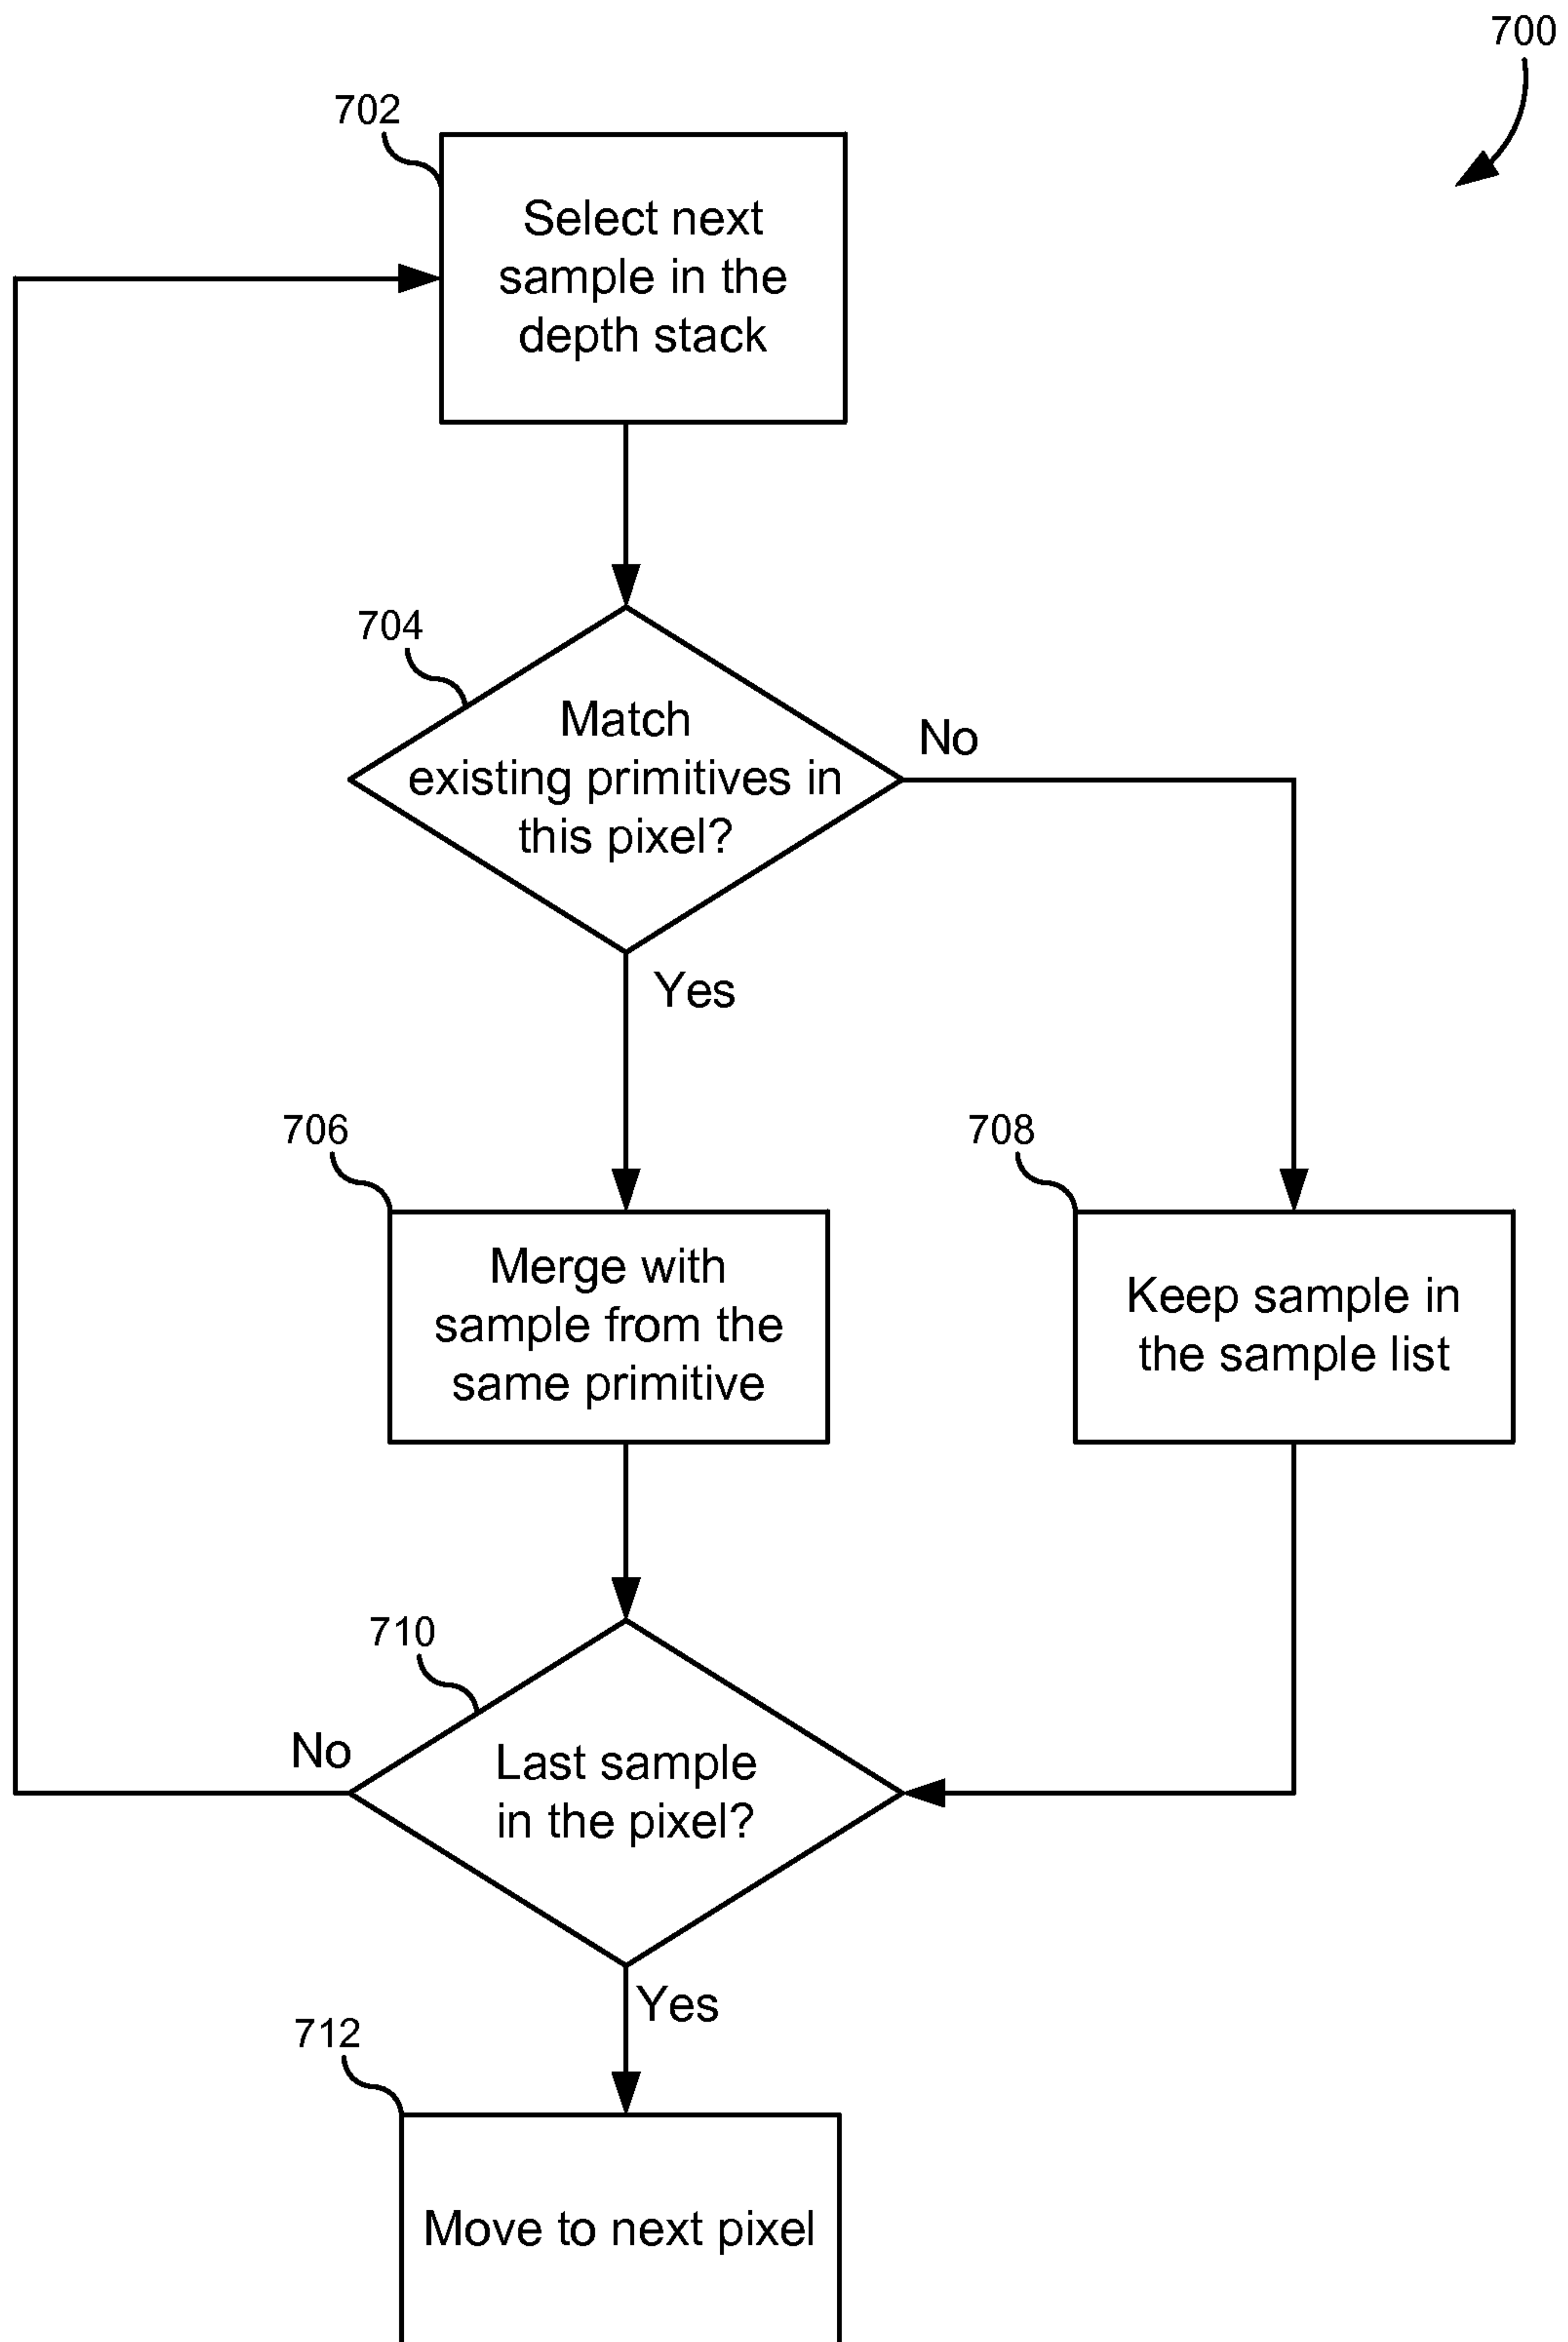 700
702
Select next
sample in the
depth stack
704
Match
existing primitives in
this pixel?
No
Yes
706
Merge with
sample from the
same primitive
708
Keep sample in
the sample list
710
No
Last sample
in the pixel?
Yes
712
Move to next pixel